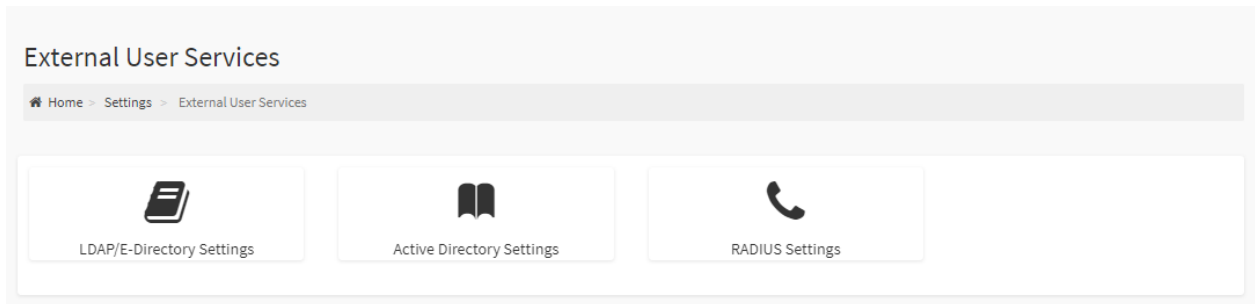 External User Services
Home > Settings > External User Services
LDAP/E-Directory Settings
Active Directory Settings
RADIUS Settings